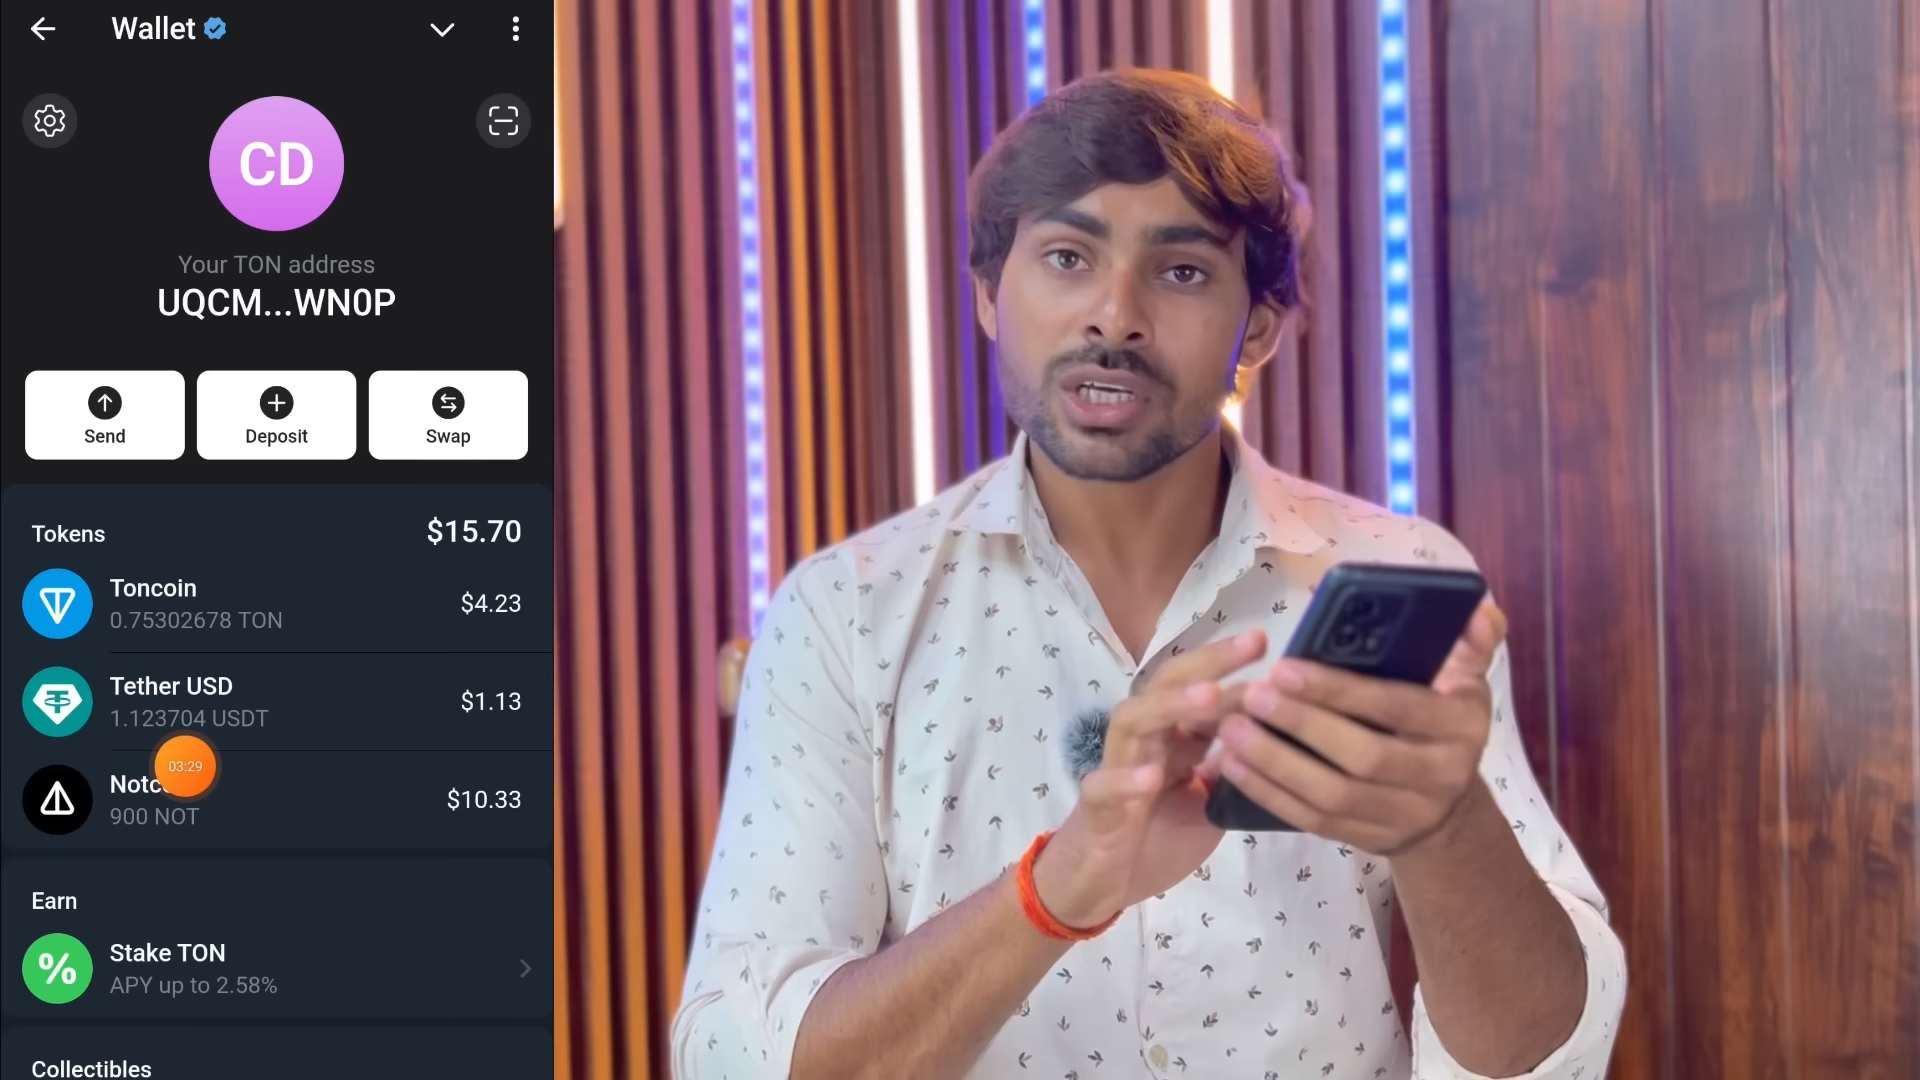 Wallet
CD
Your TON address
UQCM...WN0P
Send
Deposit
Swap
Tokens
$15.70
Toncoin
$4.23
0.75302678 TON
Tether USD
$1.13
1.123704 USDT
03:29
$10.33
900 NOT
Earn
%
Stake TON
APY up to 2.58%
Collectibles